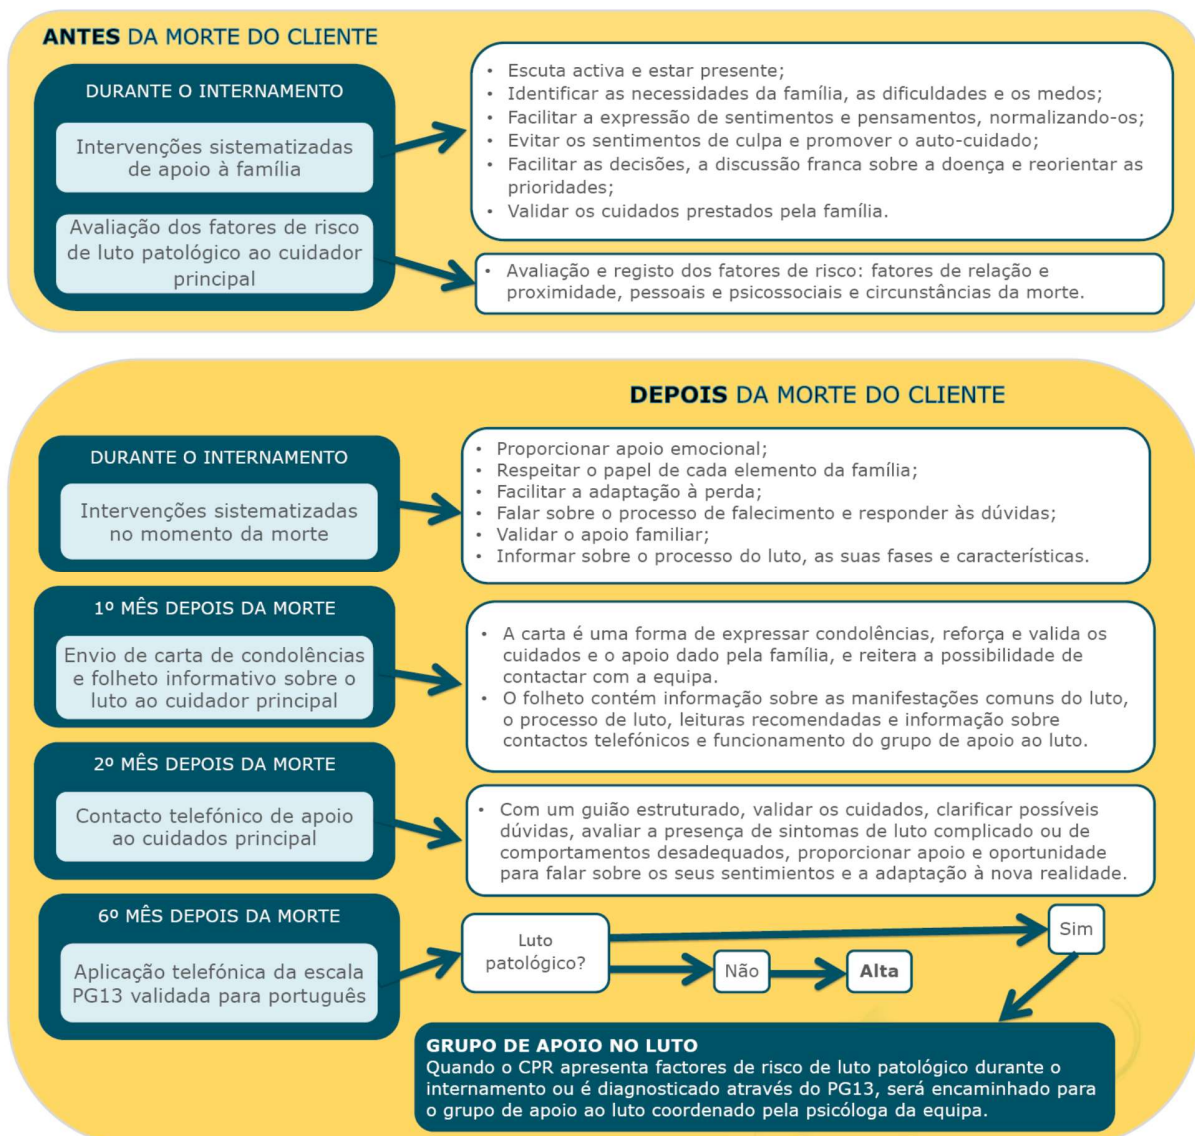 ANTES DA MORTE DO CLIENTE
DURANTE O INTERNAMENTO
Intervenções sistematizadas
de apoio à família
• Escuta activa e estar presente;
• Identificar as necessidades da família, as dificuldades e os medos;
• Facilitar a expressão de sentimentos e pensamentos, normalizando-os;
• Evitar os sentimentos de culpa e promover o auto-cuidado;
• Facilitar as decisões, a discussão franca sobre a doença e reorientar as
prioridades;
• Validar os cuidados prestados pela família.
Avaliação dos fatores de risco
de luto patológico ao cuidador
principal
• Avaliação e registo dos fatores de risco: fatores de relação e
proximidade, pessoais e psicossociais e circunstâncias da morte.
DEPOIS DA MORTE DO CLIENTE
DURANTE O INTERNAMENTO
Intervenções sistematizadas
no momento da morte
• Proporcionar apoio emocional;
• Respeitar o papel de cada elemento da família;
• Facilitar a adaptação à perda;
• Falar sobre o processo de falecimento e responder às dúvidas;
• Validar o apoio familiar;
• Informar sobre o processo do luto, as suas fases e características.
1º MÊS DEPOIS DA MORTE
Envio de carta de condolências
e folheto informativo sobre o
luto ao cuidador principal
• A carta é uma forma de expressar condolências, reforça e valida os
cuidados e o apoio dado pela família, e reitera a possibilidade de
contactar com a equipa.
• O folheto contém informação sobre as manifestações comuns do luto,
o processo de luto, leituras recomendadas e informação sobre
contactos telefónicos e funcionamento do grupo de apoio ao luto.
2º MÊS DEPOIS DA MORTE
Contacto telefónico de apoio
ao cuidados principal
• Com um guião estruturado, validar os cuidados, clarificar possíveis
dúvidas, avaliar a presença de sintomas de luto complicado ou de
comportamentos desadequados, proporcionar apoio e oportunidade
para falar sobre os seus sentimientos e a adaptação à nova realidade.
6º MÊS DEPOIS DA MORTE
Aplicação telefónica da escala
PG13 validada para português
Luto
patológico?
Sim
Não
Alta
GRUPO DE APOIO NO LUTO
Quando o CPR apresenta factores de risco de luto patológico durante o
internamento ou é diagnosticado através do PG13, será encaminhado para
o grupo de apoio ao luto coordenado pela psicóloga da equipa.